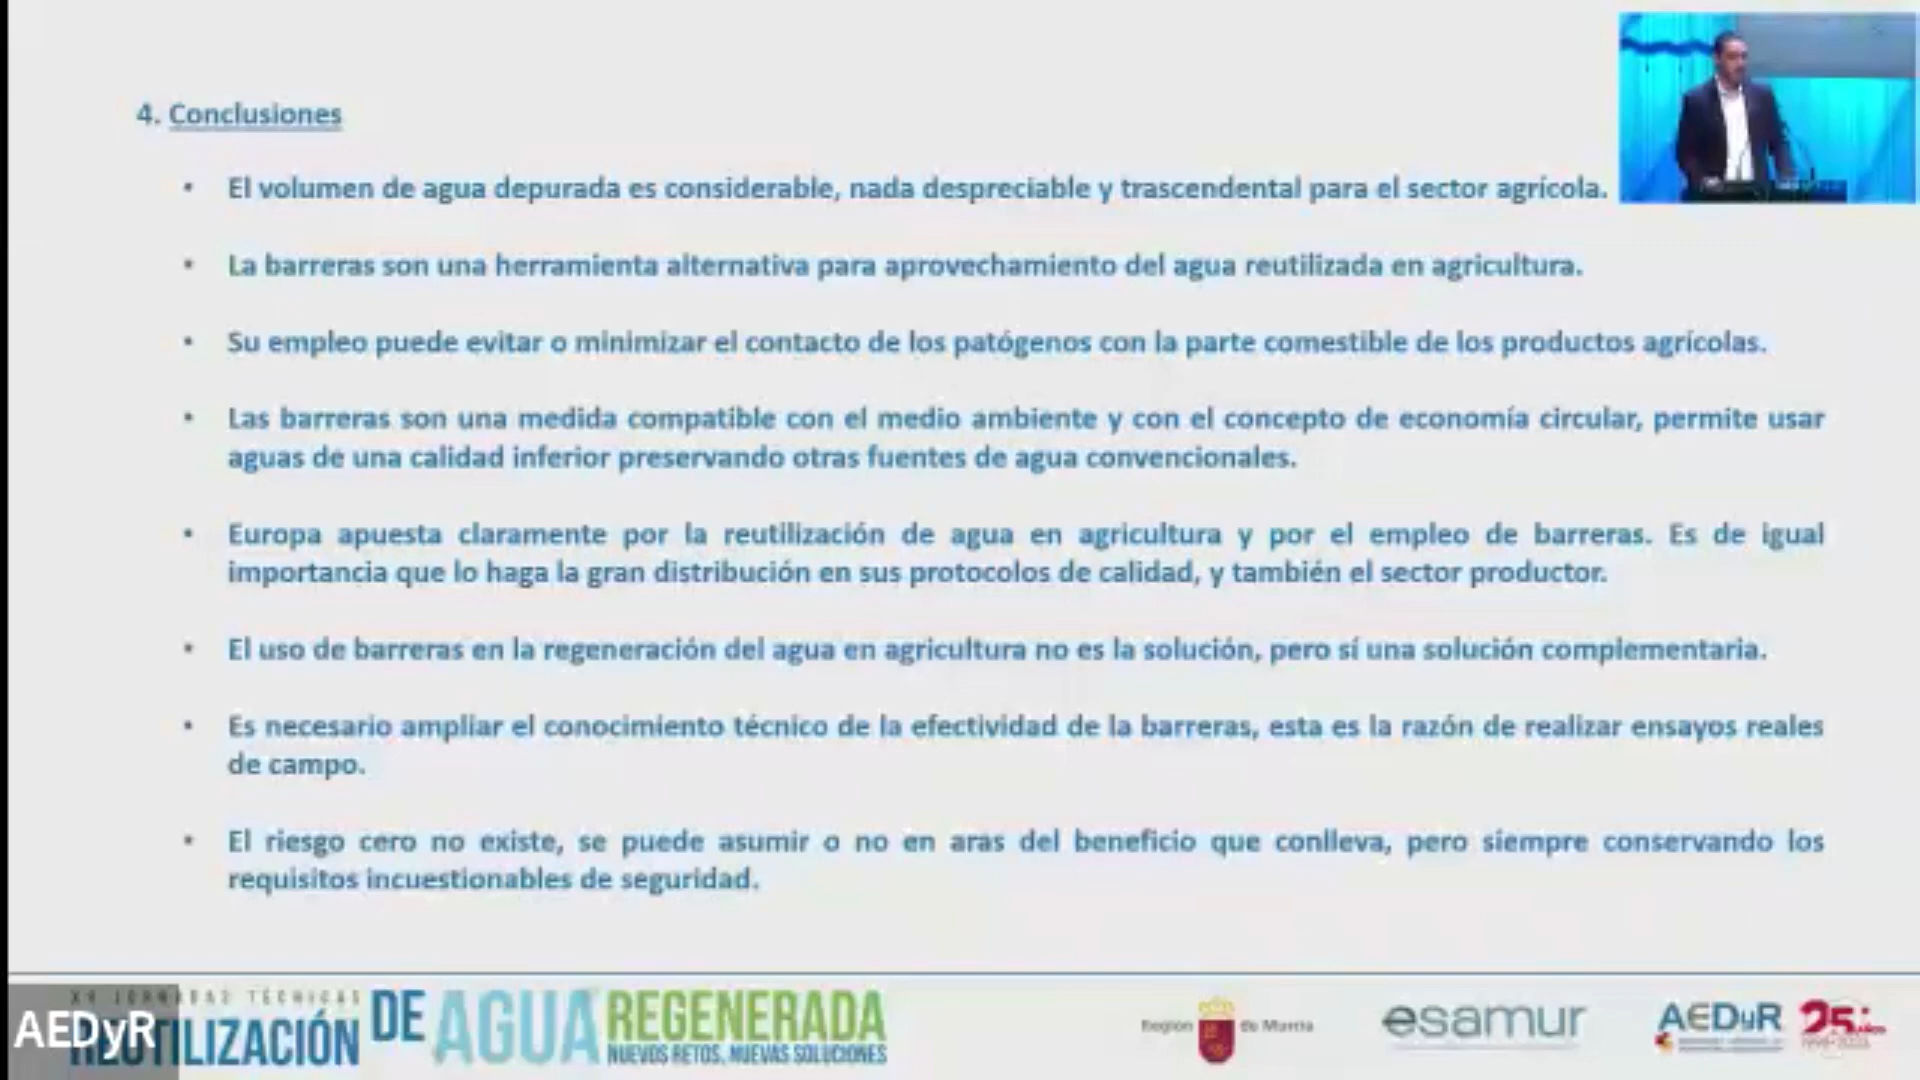 4. Conclusiones
• El volumen de agua depurada es considerable, nada despreciable y trascendental para el sector agrícola.
• La barreras son una herramienta alternativa para aprovechamiento del agua reutilizada en agricultura.
• Su empleo puede evitar o minimizar el contacto de los patógenos con la parte comestible de los productos agrícolas.
• Las barreras son una medida compatible con el medio ambiente y con el concepto de economía circular, permite usar
aguas de una calidad inferior preservando otras fuentes de agua convencionales.
• Europa apuesta claramente por la reutilización de agua en agricultura y por el empleo de barreras. Es de igual
importancia que lo haga la gran distribución en sus protocolos de calidad, y también el sector productor.
• El uso de barreras en la regeneración del agua en agricultura no es la solución, pero sí una solución complementaria.
• Es necesario ampliar el conocimiento técnico de la efectividad de la barreras, esta es la razón de realizar ensayos reales
de campo.
• El riesgo cero no existe, se puede asumir o no en aras del beneficio que conlleva, pero siempre conservando los
requisitos incuestionables de seguridad.
JORNADAS TÉCNICAS
REUTILIZACIÓN DE AGUA REGENERADA
NUEVOS RETOS, NUEVAS SOLUCIONES
AEDyR
Región de Murcia
esamur
AEDyR
25